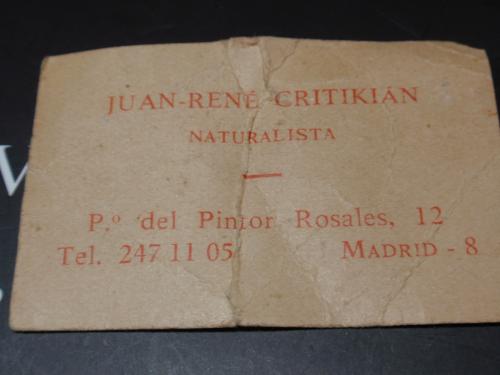 JUAN-RENÉ CRITIKIÁN
NATURALISTA
P.º del Pintor Rosales, 12
Tel. 247 11 05 MADRID - 8